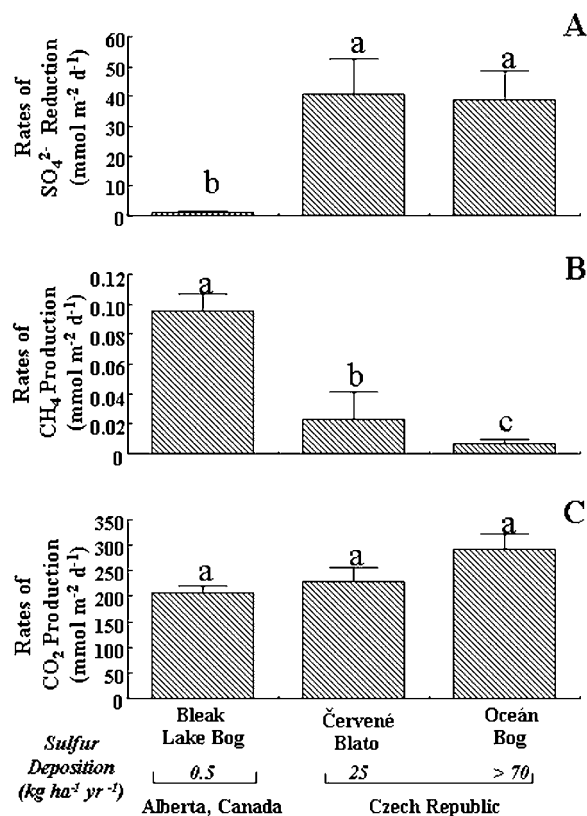 A
Rates of
SO₄²⁻ Reduction
(mmol m⁻² d⁻¹)
60
50
40
30
20
10
0
b
a
a
B
Rates of
CH₄ Production
(mmol m⁻² d⁻¹)
0.12
0.10
0.08
0.06
0.04
0.02
0
a
b
c
C
Rates of
CO₂ Production
(mmol m⁻² d⁻¹)
350
300
250
200
150
100
50
0
a
a
a
Bleak
Lake Bog
Červené
Blato
Oceán
Bog
Sulfur
Deposition
(kg ha⁻¹ yr ⁻¹)
0.5
25
> 70
Alberta, Canada
Czech Republic